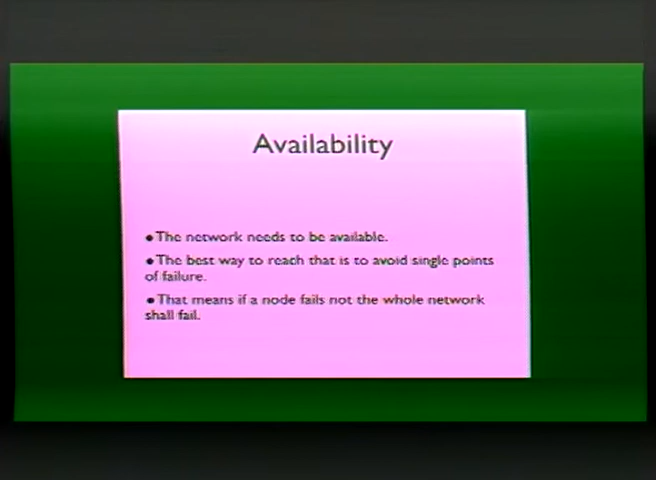 Availability
●The network needs to be available.
●The best way to reach that is to avoid single points
of failure.
●That means if a node fails not the whole network
shall fail.